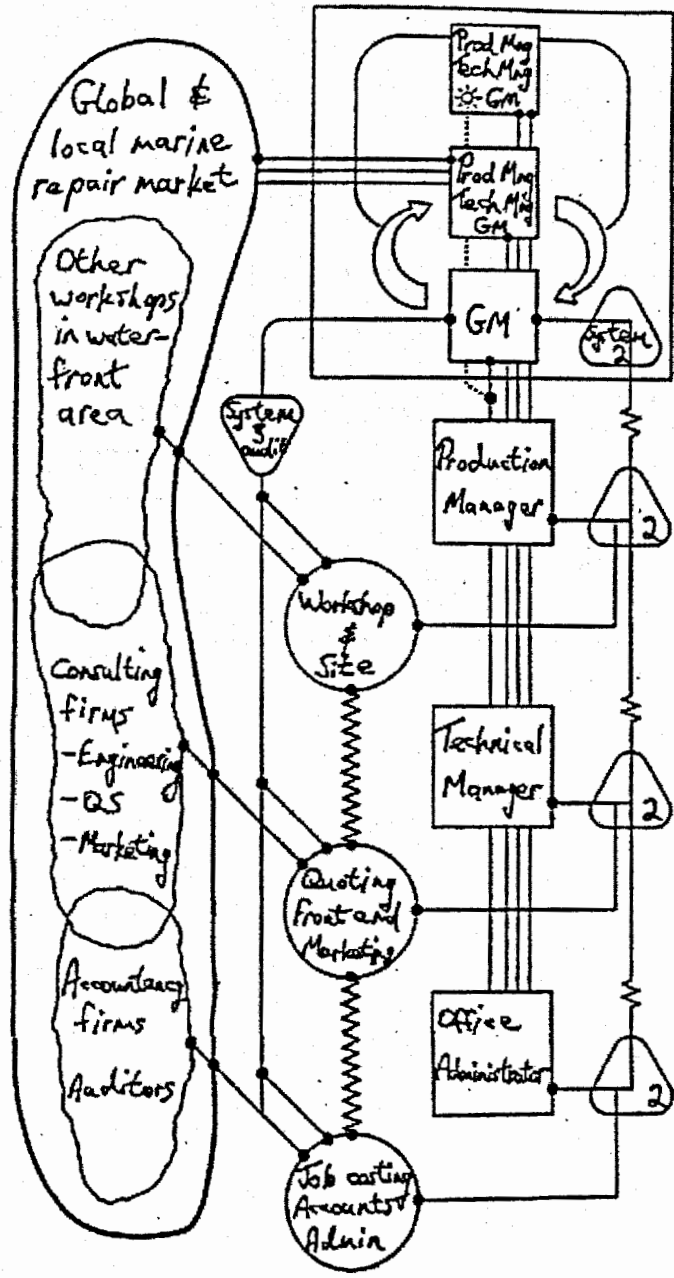 Global &
local marine
repair market
Other
workshops
in water-
front
area
Consulting
firms
- Engineering
- QS
- Marketing
Accountancy
firms
Auditors
Prod Mng
Tech Mng
GM
Prod Mng
Tech Mng
GM
GM
System
2
System
3
audit
Production
Manager
2
Workshop
&
Site
Technical
Manager
2
Quoting
Front and
Marketing
Office
Administrator
2
Job costing
Accounts &
Admin